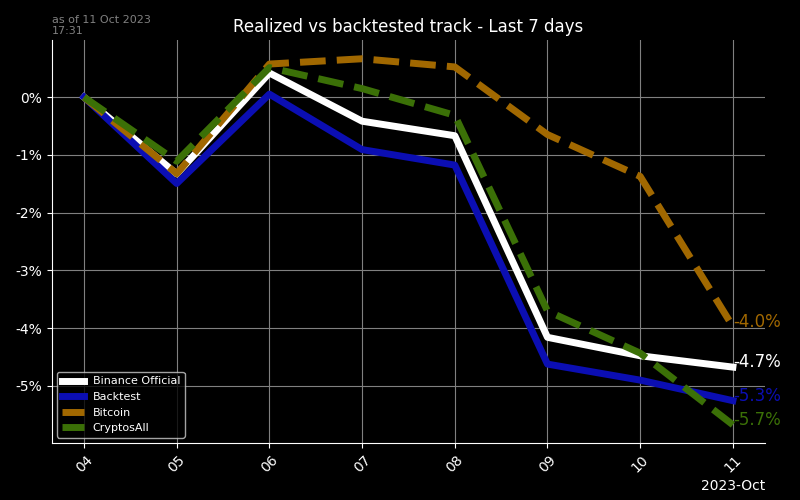 as of 11 Oct 2023
17:31
Realized vs backtested track - Last 7 days
0%
-1%
-2%
-3%
-4%
-5%
-4.0%
-4.7%
-5.3%
-5.7%
Binance Official
Backtest
Bitcoin
CryptosAll
04
05
06
07
08
09
10
11
2023-Oct